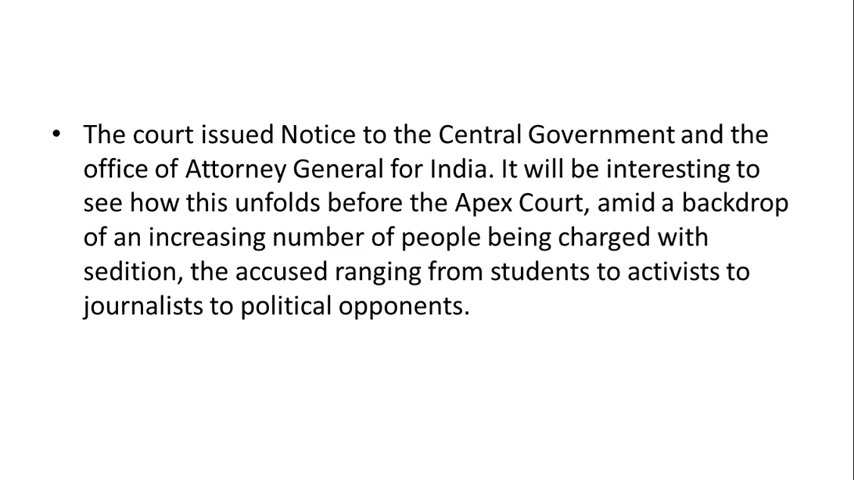 • The court issued Notice to the Central Government and the
office of Attorney General for India. It will be interesting to
see how this unfolds before the Apex Court, amid a backdrop
of an increasing number of people being charged with
sedition, the accused ranging from students to activists to
journalists to political opponents.